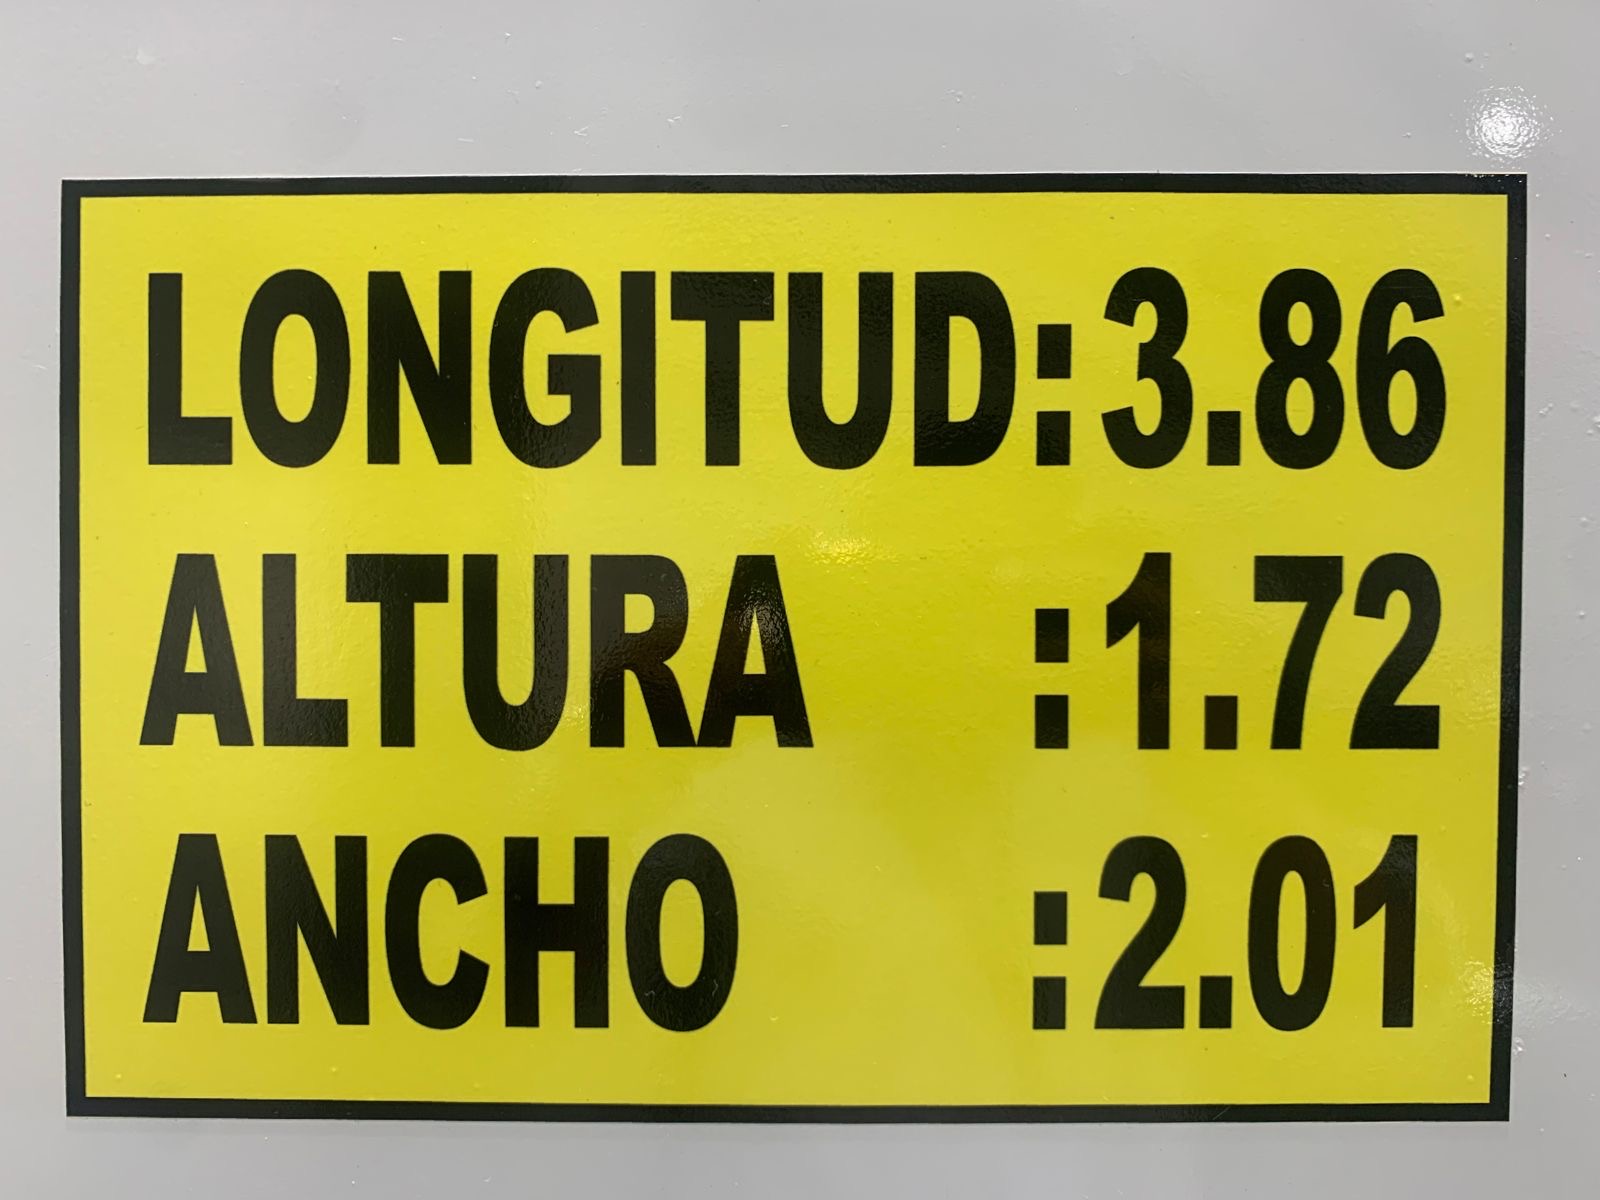 LONGITUD: 3.86
ALTURA : 1.72
ANCHO : 2.01